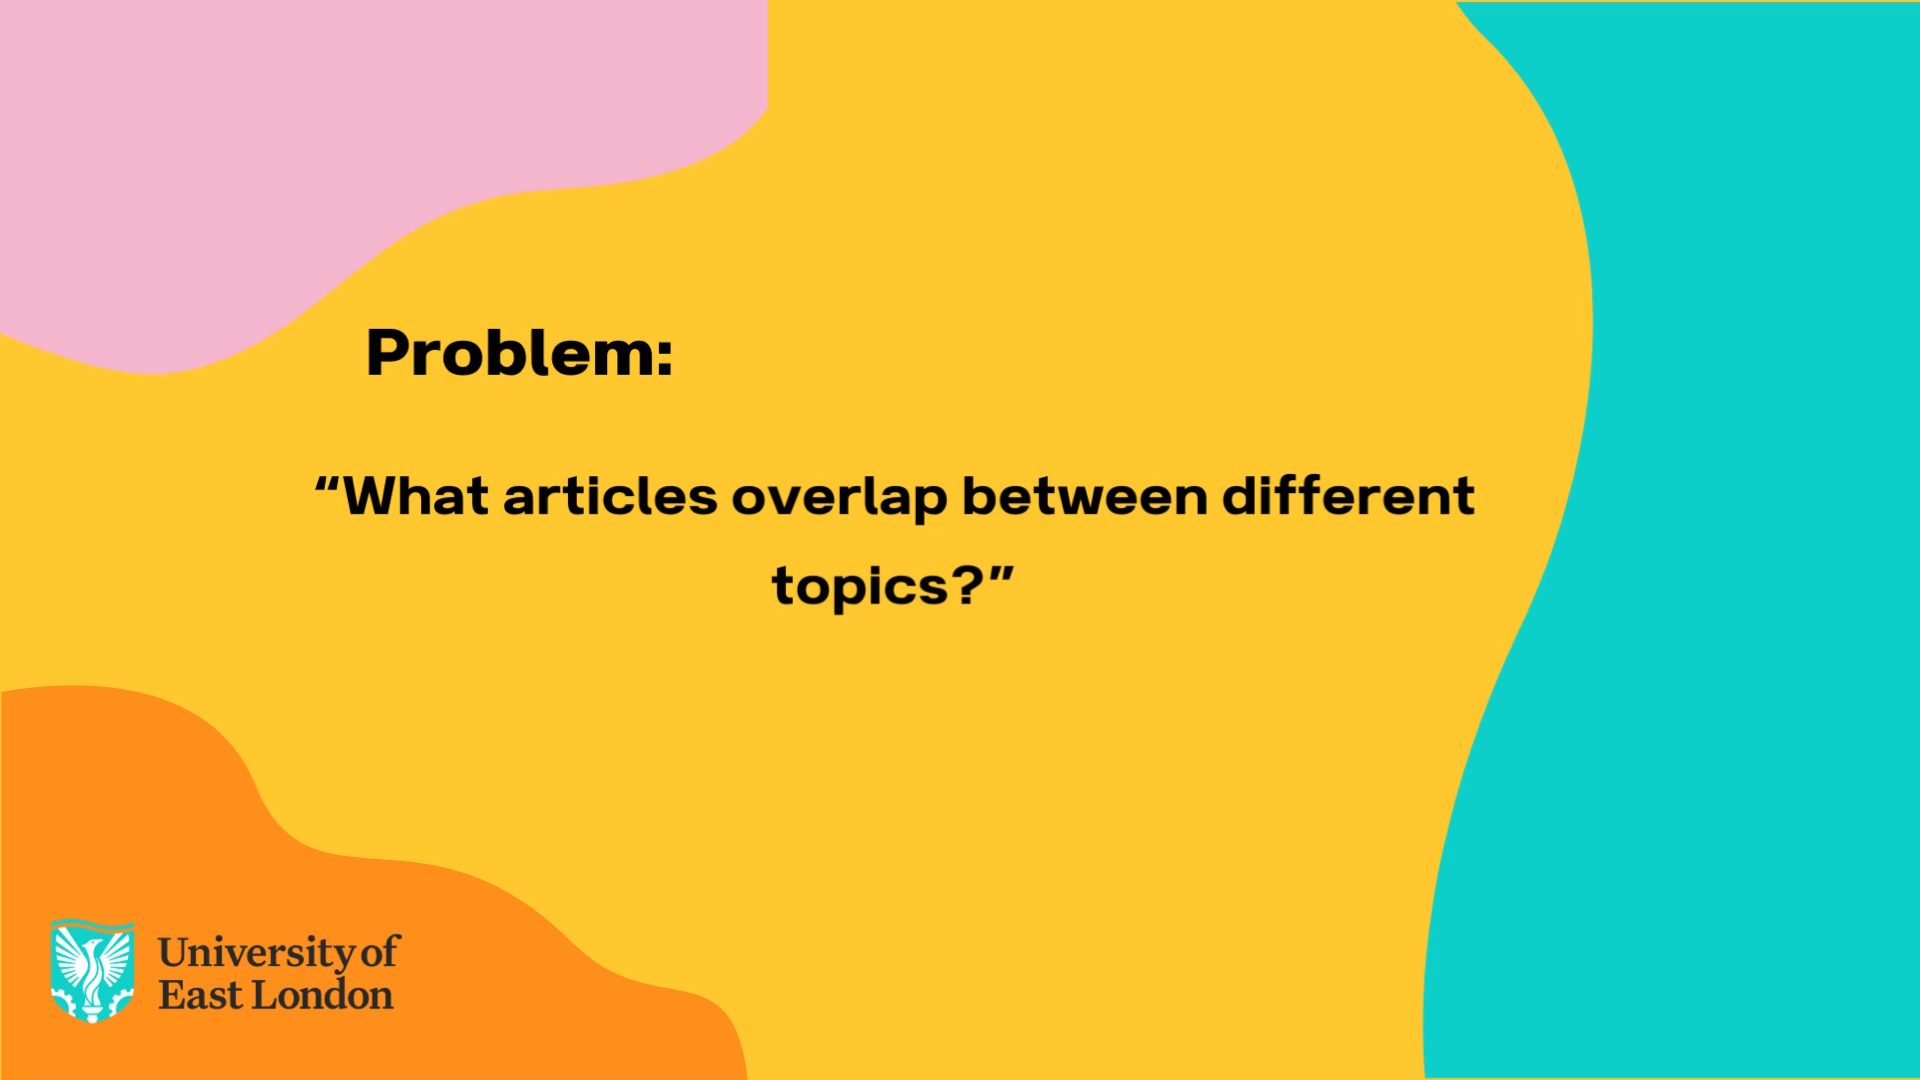 Problem:
“What articles overlap between different
topics?”
University of
East London